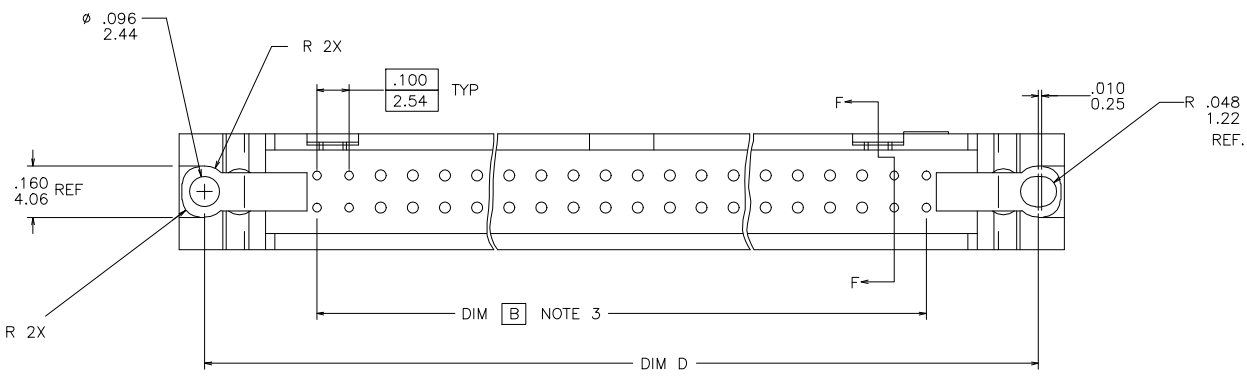 ø .096
2.44
R 2X
.100
2.54
TYP
F
.010
0.25
R .048
1.22
REF.
.160
4.06
REF
F
DIM B NOTE 3
R 2X
DIM D